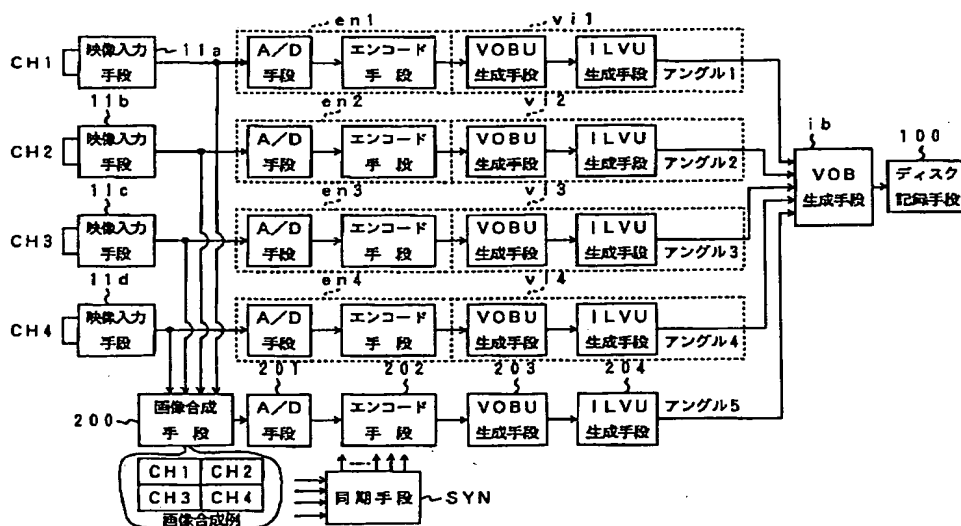 en1
vi1
CH1
映像入力
手段
11a
A/D
手段
エンコード
手段
VOBU
生成手段
ILVU
生成手段
アングル1
11b
en2
vi2
CH2
映像入力
手段
A/D
手段
エンコード
手段
VOBU
生成手段
ILVU
生成手段
アングル2
ib
VOB
生成手段
100
ディスク
記録手段
11c
en3
vi3
CH3
映像入力
手段
A/D
手段
エンコード
手段
VOBU
生成手段
ILVU
生成手段
アングル3
11d
en4
vi4
CH4
映像入力
手段
A/D
手段
エンコード
手段
VOBU
生成手段
ILVU
生成手段
アングル4
201
202
203
204
200
画像合成
手段
A/D
手段
エンコード
手段
VOBU
生成手段
ILVU
生成手段
アングル5
CH1 CH2
CH3 CH4
画像合成例
同期手段
SYN